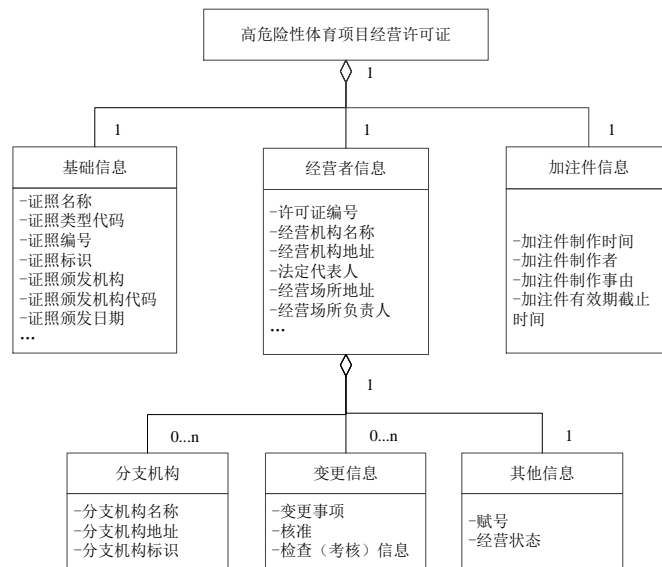 高危险性体育项目经营许可证
1
1
1
1
基础信息
-证照名称
-证照类型代码
-证照编号
-证照标识
-证照颁发机构
-证照颁发机构代码
-证照颁发日期
...
经营者信息
-许可证编号
-经营机构名称
-经营机构地址
-法定代表人
-经营场所地址
-经营场所负责人
...
加注件信息
-加注件制作时间
-加注件制作者
-加注件制作事由
-加注件有效期截止
时间
1
0...n
0...n
1
分支机构
-分支机构名称
-分支机构地址
-分支机构标识
变更信息
-变更事项
-核准
-检查（考核）信息
其他信息
-赋号
-经营状态